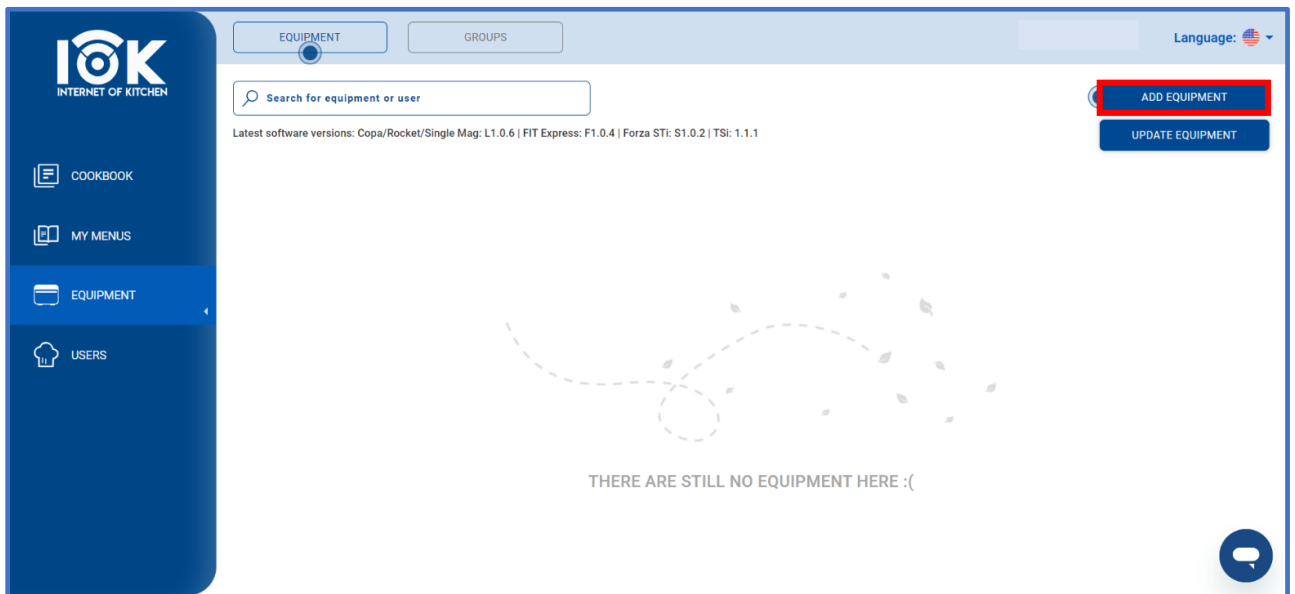 IOK
INTERNET OF KITCHEN
EQUIPMENT
GROUPS
Language:
Search for equipment or user
ADD EQUIPMENT
Latest software versions: Copa/Rocket/Single Mag: L1.0.6 | FIT Express: F1.0.4 | Forza STi: S1.0.2 | TSi: 1.1.1
UPDATE EQUIPMENT
COOKBOOK
MY MENUS
EQUIPMENT
USERS
THERE ARE STILL NO EQUIPMENT HERE :(